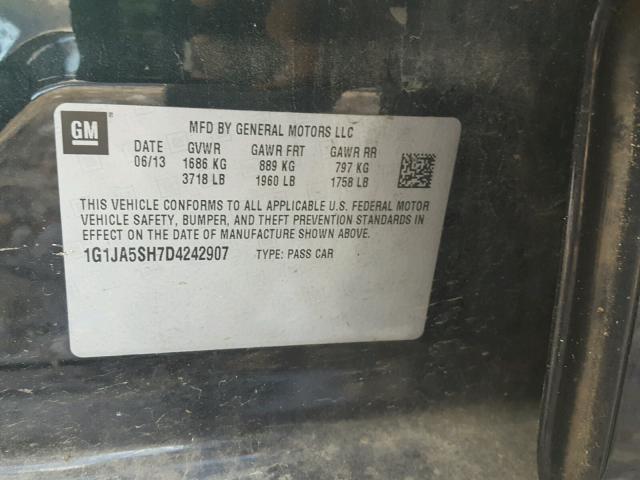 GM
MFD BY GENERAL MOTORS LLC
DATE GVWR GAWR FRT GAWR RR
06/13 1686 KG 889 KG 797 KG
3718 LB 1960 LB 1758 LB
THIS VEHICLE CONFORMS TO ALL APPLICABLE U.S. FEDERAL MOTOR
VEHICLE SAFETY, BUMPER, AND THEFT PREVENTION STANDARDS IN
EFFECT ON THE DATE OF MANUFACTURE SHOWN ABOVE.
1G1JA5SH7D4242907 TYPE: PASS CAR